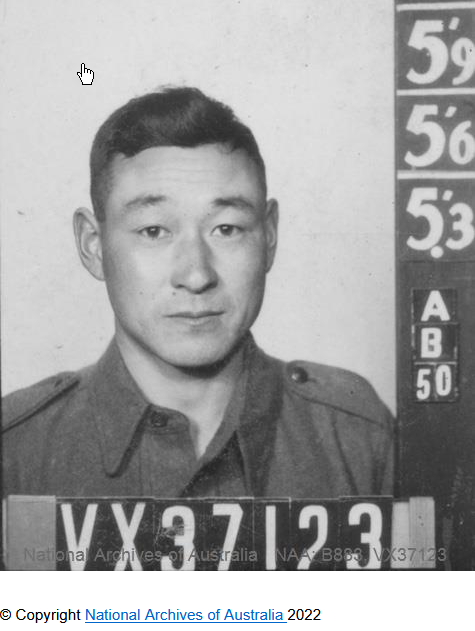 5'9
5'6
5'3
A
B
50
VX37123
National Archives of Australia NAA: B883, VX37123
© Copyright National Archives of Australia 2022